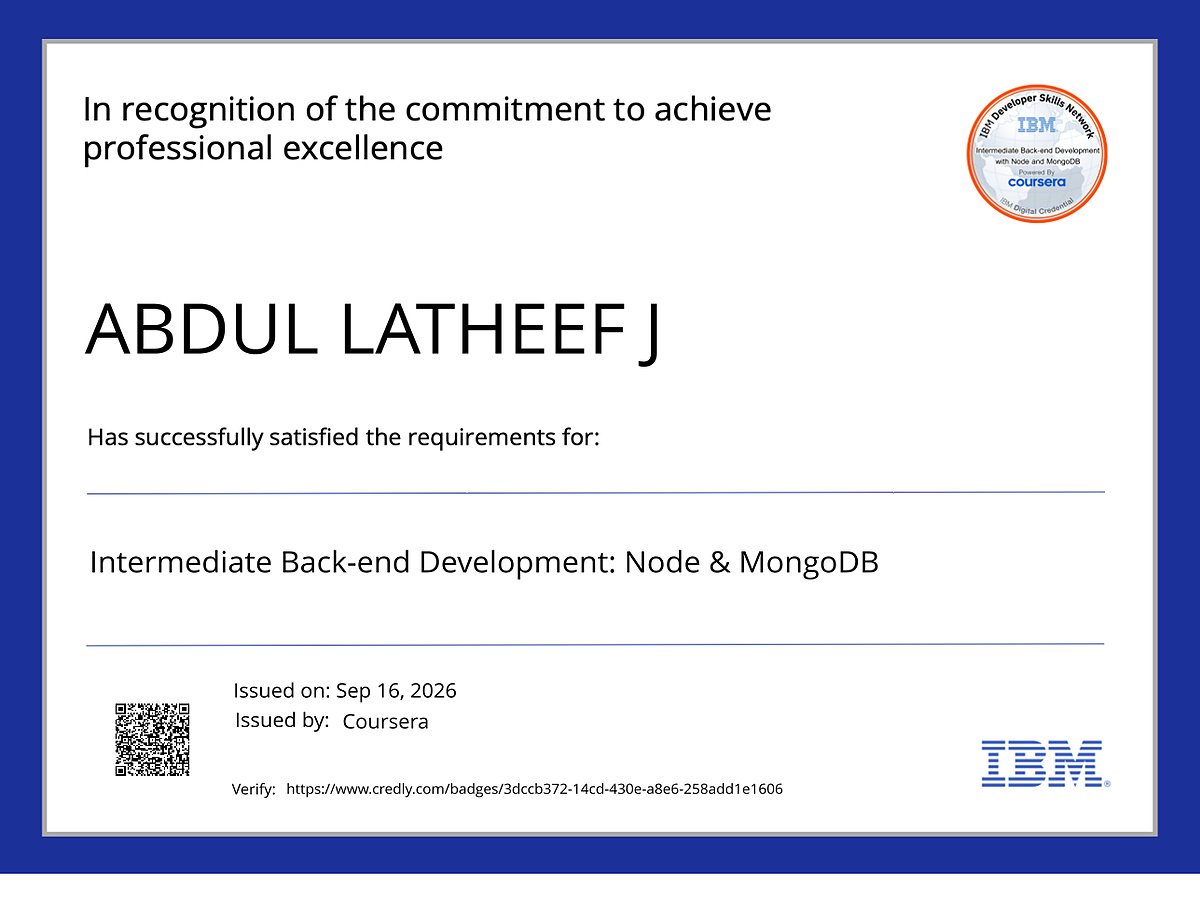 In recognition of the commitment to achieve
professional excellence
IBM Developer Skills Network
IBM
Intermediate Back-end Development
with Node and MongoDB
Powered By
coursera
IBM Digital Credential
ABDUL LATHEEF J
Has successfully satisfied the requirements for:
Intermediate Back-end Development: Node & MongoDB
Issued on: Sep 16, 2026
Issued by: Coursera
Verify: https://www.credly.com/badges/3dccb372-14cd-430e-a8e6-258add1e1606
IBM®